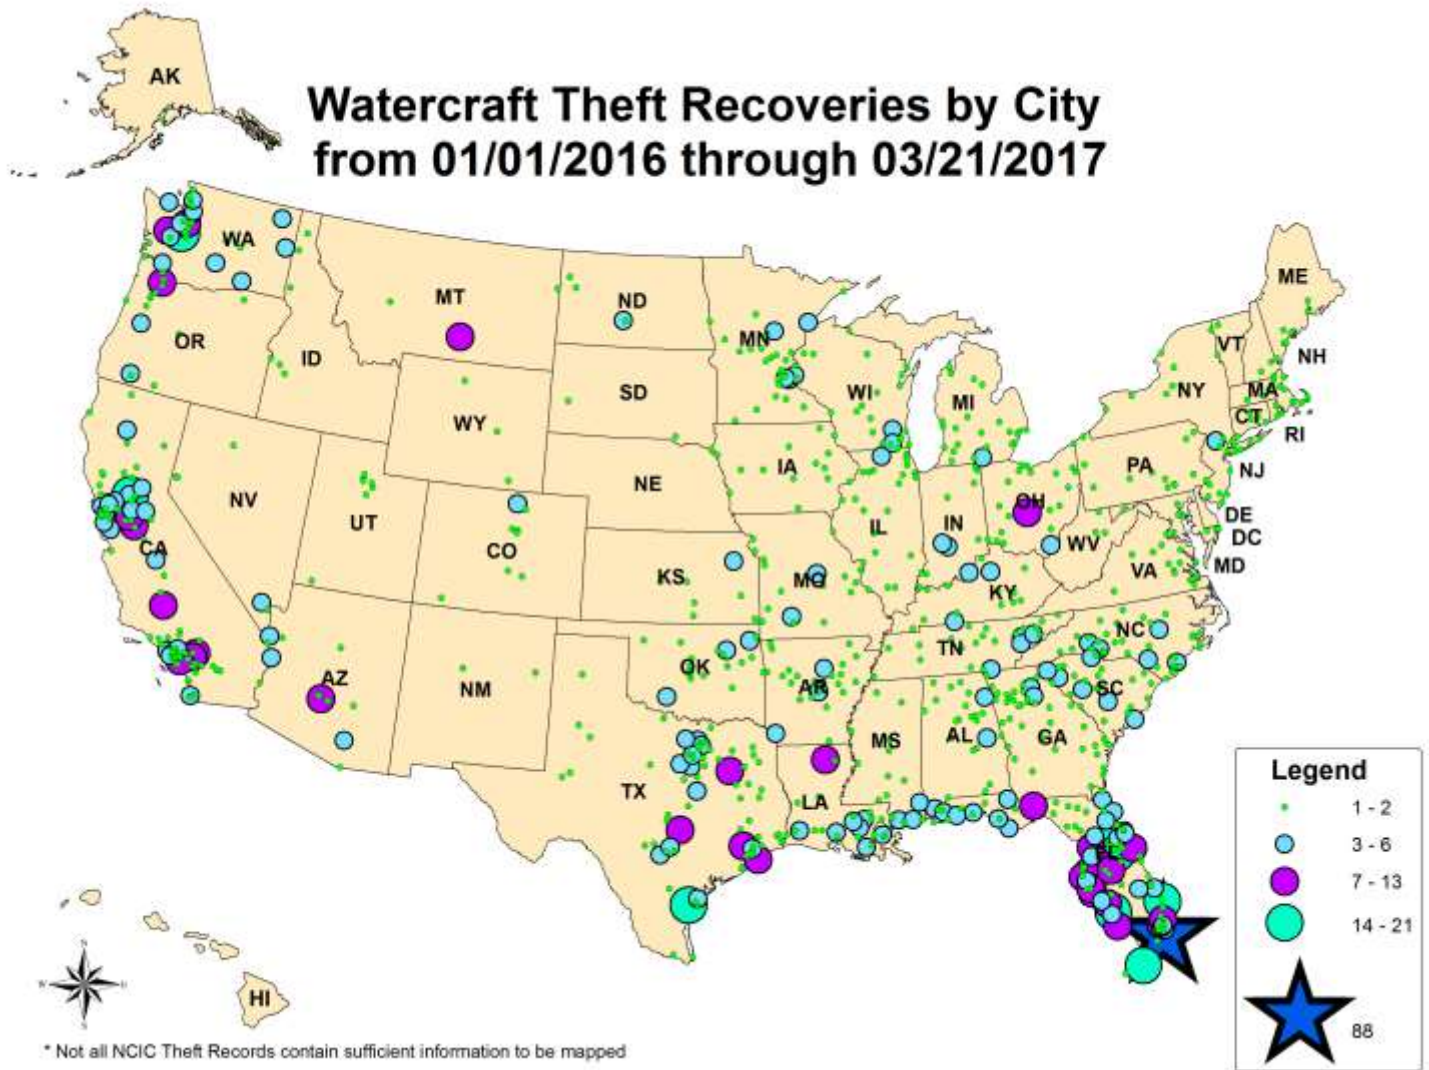 AK
Watercraft Theft Recoveries by City
from 01/01/2016 through 03/21/2017
WA
MT
ND
MN
ME
OR
ID
SD
WI
MI
NY
VT
NH
MA
CT
RI
WY
IA
PA
NJ
NV
UT
NE
IL
IN
OH
DE
DC
MD
CA
CO
KS
MO
WV
VA
KY
AZ
NM
OK
AR
TN
NC
SC
TX
LA
MS
AL
GA
FL
HI
N
W
E
S
Legend
1 - 2
3 - 6
7 - 13
14 - 21
88
* Not all NCIC Theft Records contain sufficient information to be mapped